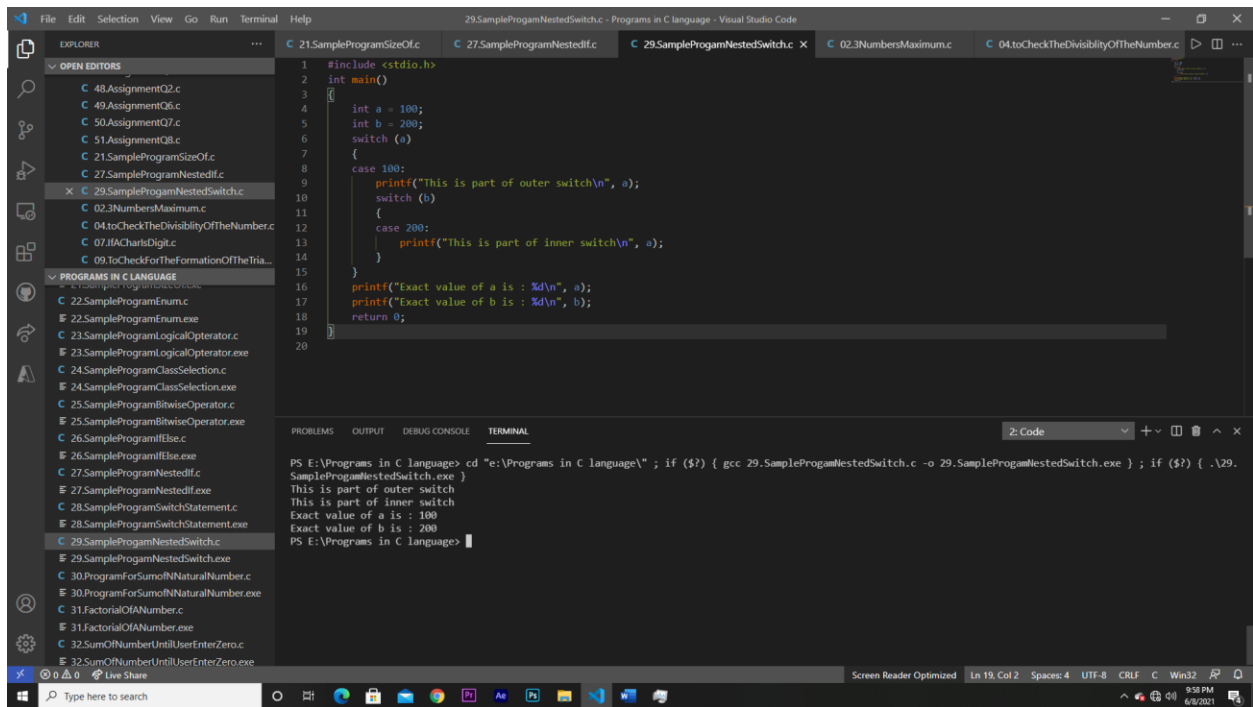 File Edit Selection View Go Run Terminal Help
29.SampleProgamNestedSwitch.c - Programs in C language - Visual Studio Code
EXPLORER
OPEN EDITORS
C 48.AssignmentQ2.c
C 49.AssignmentQ6.c
C 50.AssignmentQ7.c
C 51.AssignmentQ8.c
C 21.SampleProgramSizeOf.c
C 27.SampleProgramNestedIf.c
C 29.SampleProgamNestedSwitch.c
C 02.3NumbersMaximum.c
C 04.toCheckTheDivisiblityOfTheNumber.c
C 07.IfACharIsDigit.c
C 09.ToCheckForTheFormationOfTheTria...
PROGRAMS IN C LANGUAGE
C 22.SampleProgramEnum.c
22.SampleProgramEnum.exe
C 23.SampleProgramLogicalOpterator.c
23.SampleProgramLogicalOpterator.exe
C 24.SampleProgramClassSelection.c
24.SampleProgramClassSelection.exe
C 25.SampleProgramBitwiseOperator.c
25.SampleProgramBitwiseOperator.exe
C 26.SampleProgramIfElse.c
26.SampleProgramIfElse.exe
C 27.SampleProgramNestedIf.c
27.SampleProgramNestedIf.exe
C 28.SampleProgramSwitchStatement.c
28.SampleProgramSwitchStatement.exe
C 29.SampleProgamNestedSwitch.c
29.SampleProgamNestedSwitch.exe
C 30.ProgramForSumofNNaturalNumber.c
30.ProgramForSumofNNaturalNumber.exe
C 31.FactorialOfANumber.c
31.FactorialOfANumber.exe
C 32.SumOfNumberUntilUserEnterZero.c
32.SumOfNumberUntilUserEnterZero.exe
C 21.SampleProgramSizeOf.c C 27.SampleProgramNestedIf.c C 29.SampleProgamNestedSwitch.c C 02.3NumbersMaximum.c C 04.toCheckTheDivisiblityOfTheNumber.c
1 #include <stdio.h>
2 int main()
3 {
4 int a = 100;
5 int b = 200;
6 switch (a)
7 {
8 case 100:
9 printf("This is part of outer switch\n", a);
10 switch (b)
11 {
12 case 200:
13 printf("This is part of inner switch\n", a);
14 }
15 }
16 printf("Exact value of a is : %d\n", a);
17 printf("Exact value of b is : %d\n", b);
18 return 0;
19 }
20
PROBLEMS OUTPUT DEBUG CONSOLE TERMINAL 2: Code
PS E:\Programs in C language> cd "e:\Programs in C language\" ; if ($?) { gcc 29.SampleProgamNestedSwitch.c -o 29.SampleProgamNestedSwitch.exe } ; if ($?) { .\29.
SampleProgamNestedSwitch.exe }
This is part of outer switch
This is part of inner switch
Exact value of a is : 100
Exact value of b is : 200
PS E:\Programs in C language>
0 0 Live Share
Screen Reader Optimized Ln 19, Col 2 Spaces: 4 UTF-8 CRLF C Win32
Type here to search
Pr Ae Ps
9:58 PM
6/8/2021
4